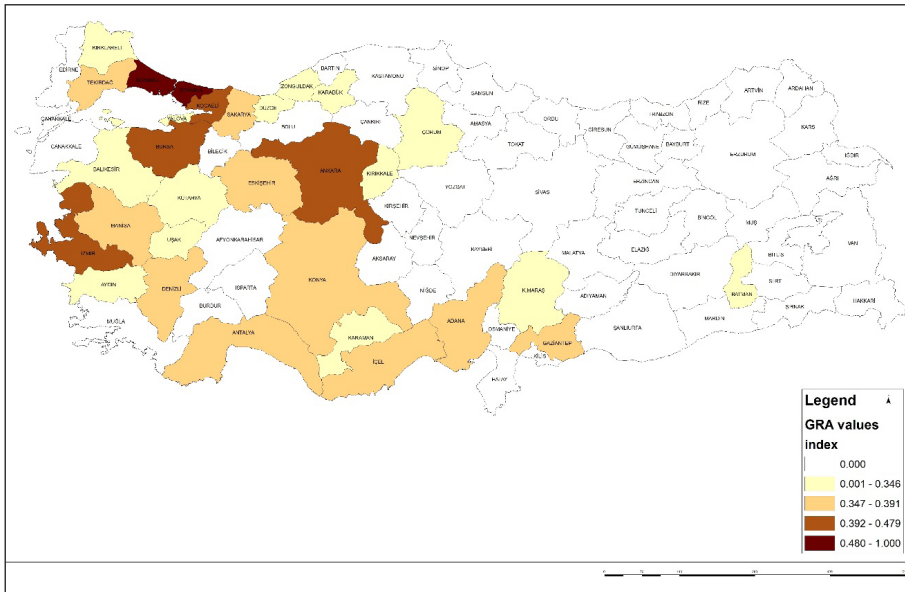 KIRKLARELİ
EDİRNE
TEKİRDAĞ
KOCAELİ
YALOVA
SAKARYA
DÜZCE
ZONGULDAK
BARTIN
KARABÜK
KASTAMONU
SİNOP
SAMSUN
ÇANAKKALE
ÇANAKKALE
BALIKESİR
BURSA
BİLECİK
BOLU
ÇANKIRI
ÇORUM
AMASYA
TOKAT
ORDU
GİRESUN
TRABZON
RİZE
ARTVİN
ARDAHAN
KARS
GÜMÜŞHANE
BAYBURT
ERZURUM
IĞDIR
AĞRI
ESKİŞEHİR
ANKARA
KIRIKKALE
YOZGAT
SİVAS
ERZİNCAN
TUNCELİ
BİNGÖL
MUŞ
VAN
KÜTAHYA
MANİSA
UŞAK
AFYONKARAHİSAR
KIRŞEHİR
NEVŞEHİR
KAYSERİ
MALATYA
ELAZIĞ
BİTLİS
İZMİR
AYDIN
DENİZLİ
ISPARTA
BURDUR
KONYA
AKSARAY
NİĞDE
K.MARAŞ
ADIYAMAN
DİYARBAKIR
BATMAN
SİİRT
ŞIRNAK
HAKKARİ
MUĞLA
ANTALYA
KARAMAN
İÇEL
ADANA
OSMANİYE
GAZİANTEP
KİLİS
ŞANLIURFA
MARDİN
HATAY
Legend
GRA values
index
0.000
0.001 - 0.346
0.347 - 0.391
0.392 - 0.479
0.480 - 1.000